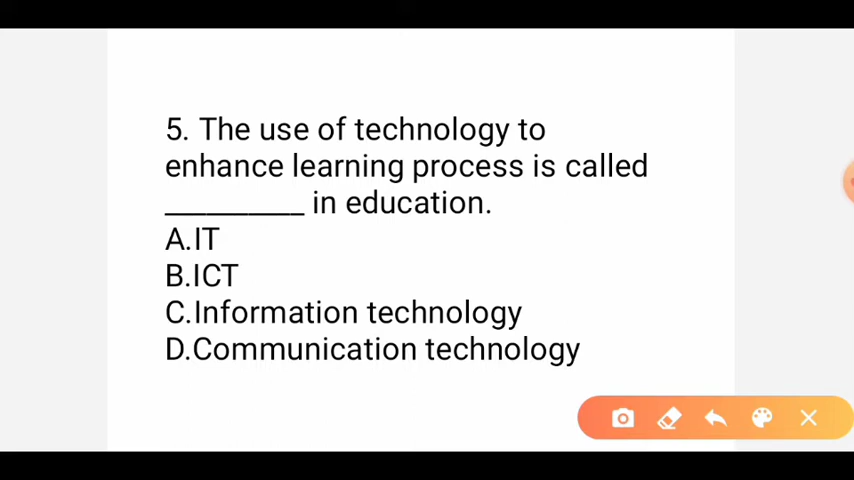 5. The use of technology to
enhance learning process is called
__________ in education.
A.IT
B.ICT
C.Information technology
D.Communication technology